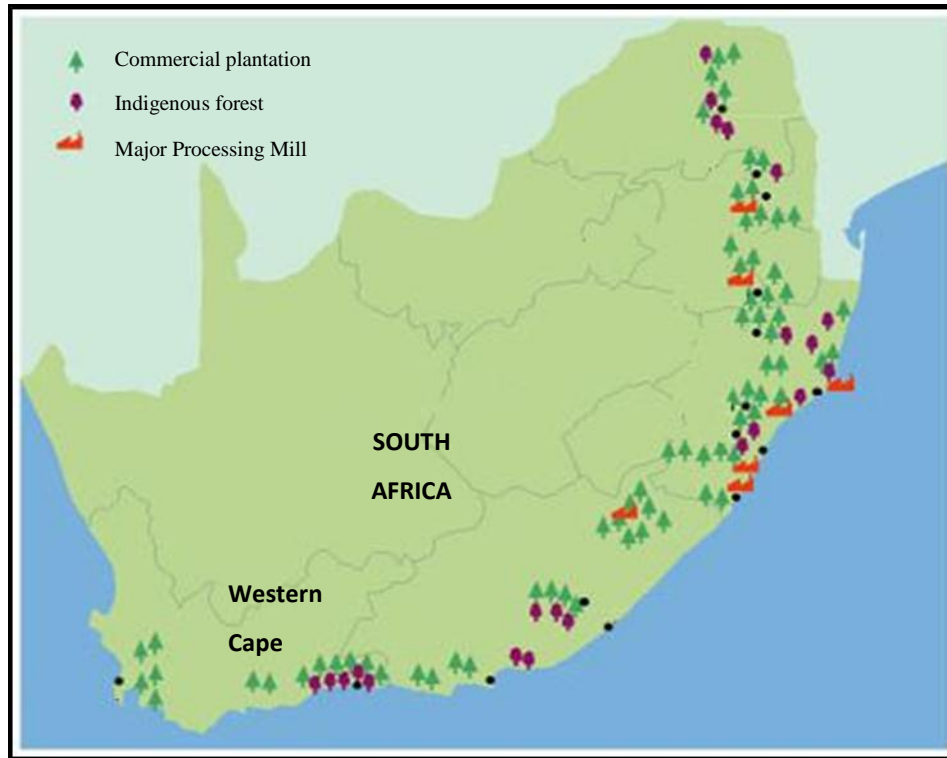 Commercial plantation
Indigenous forest
Major Processing Mill
SOUTH
AFRICA
Western
Cape